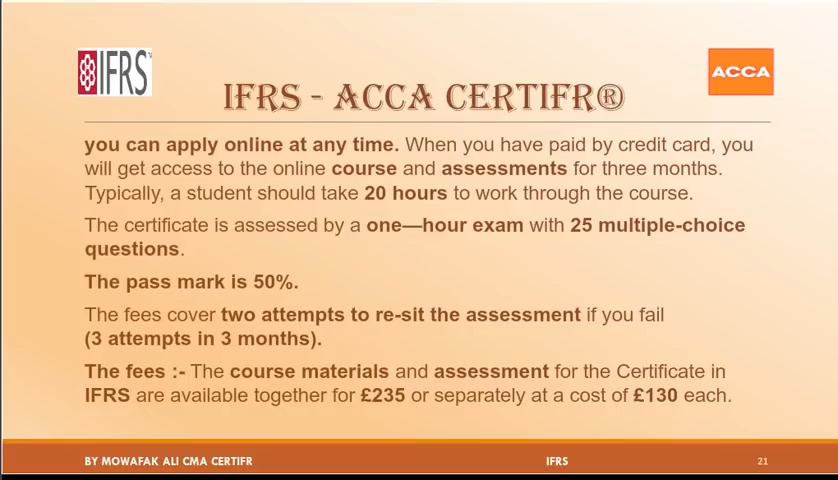 IFRS
IFRS - ACCA CERTIFR®
ACCA
you can apply online at any time. When you have paid by credit card, you
will get access to the online course and assessments for three months.
Typically, a student should take 20 hours to work through the course.
The certificate is assessed by a one—hour exam with 25 multiple-choice
questions.
The pass mark is 50%.
The fees cover two attempts to re-sit the assessment if you fail
(3 attempts in 3 months).
The fees :- The course materials and assessment for the Certificate in
IFRS are available together for £235 or separately at a cost of £130 each.
BY MOWAFAK ALI CMA CERTIFR
IFRS
21